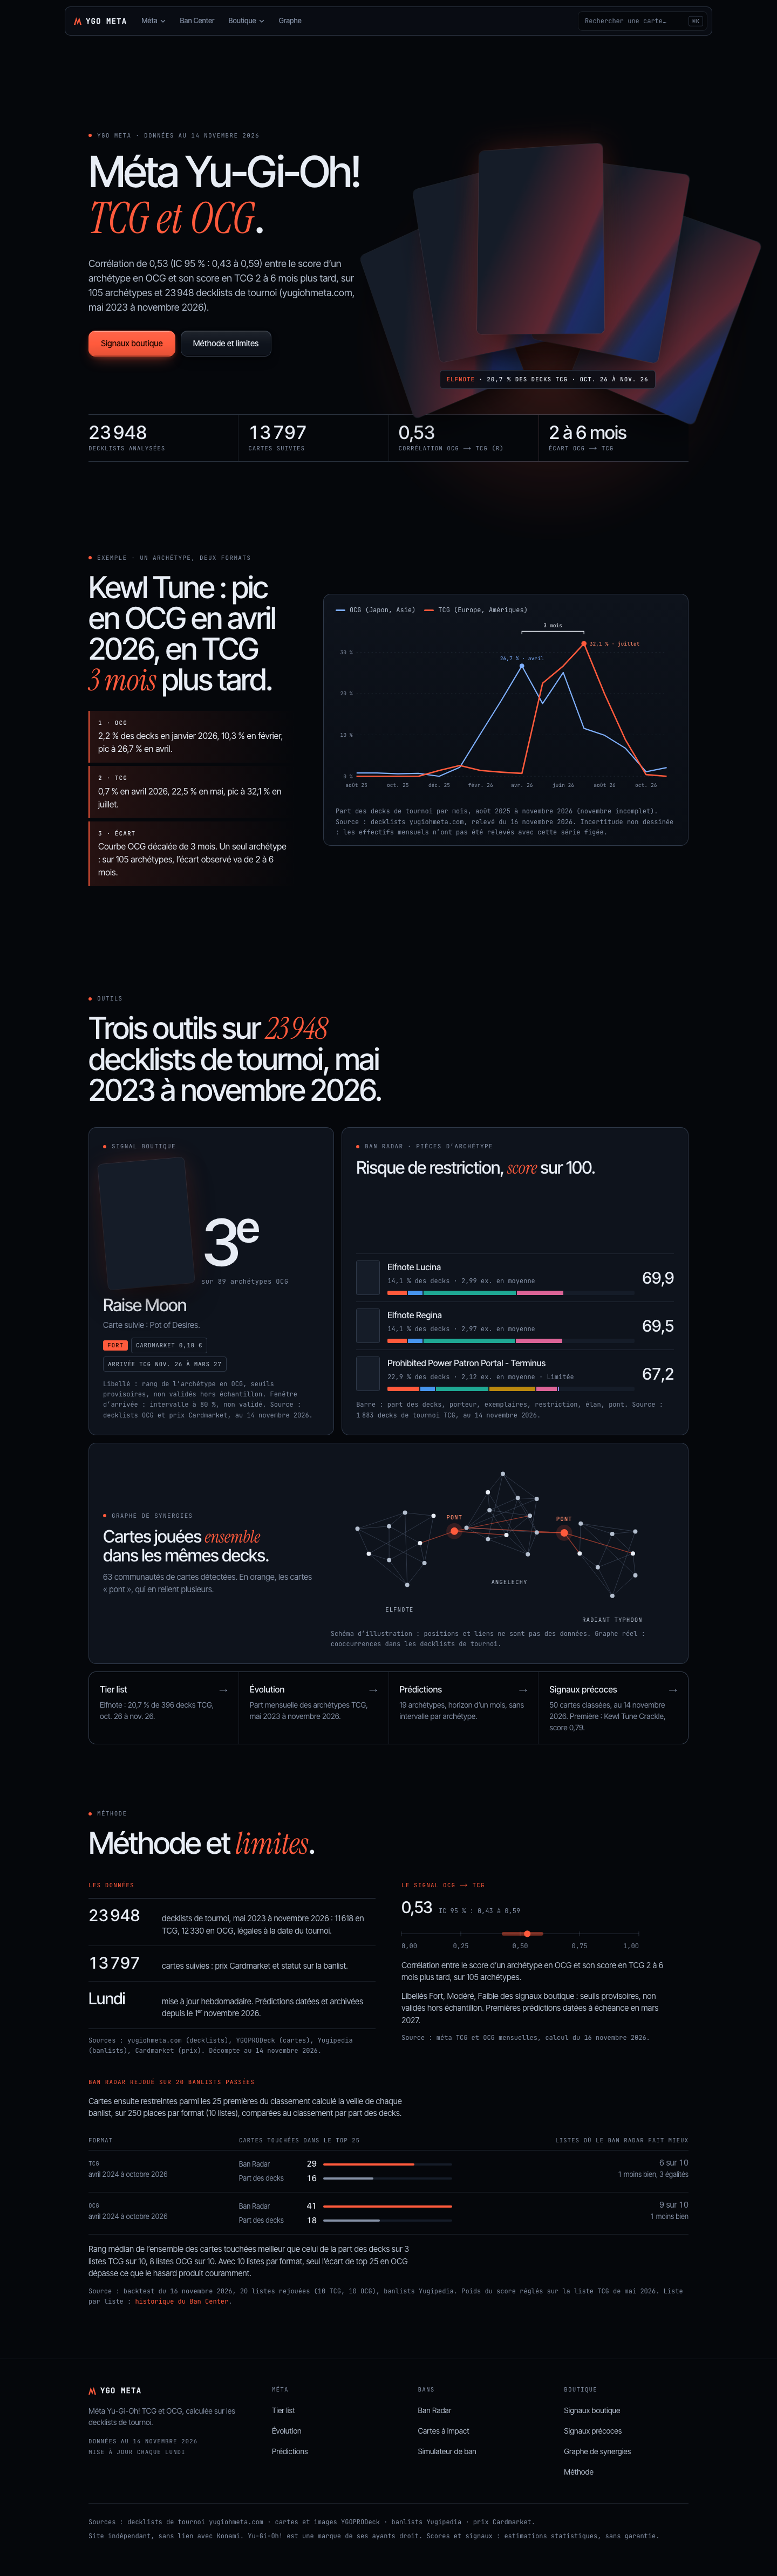 YGO META
Méta
Ban Center
Boutique
Graphe
Rechercher une carte…
⌘K
YGO META · DONNÉES AU 14 NOVEMBRE 2026
Méta Yu-Gi-Oh!
TCG et OCG.
Corrélation de 0,53 (IC 95 % : 0,43 à 0,59) entre le score d'un
archétype en OCG et son score en TCG 2 à 6 mois plus tard, sur
105 archétypes et 23 948 decklists de tournoi (yugiohmeta.com,
mai 2023 à novembre 2026).
Signaux boutique
Méthode et limites
ELFNOTE · 20,7 % DES DECKS TCG · OCT. 26 À NOV. 26
23 948
DECKLISTS ANALYSÉES
13 797
CARTES SUIVIES
0,53
CORRÉLATION OCG → TCG (R)
2 à 6 mois
ÉCART OCG → TCG
EXEMPLE · UN ARCHÉTYPE, DEUX FORMATS
Kewl Tune : pic
en OCG en avril
2026, en TCG
3 mois plus tard.
1 · OCG
2,2 % des decks en janvier 2026, 10,3 % en février,
pic à 26,7 % en avril.
2 · TCG
0,7 % en avril 2026, 22,5 % en mai, pic à 32,1 % en
juillet.
3 · ÉCART
Courbe OCG décalée de 3 mois. Un seul archétype
: sur 105 archétypes, l'écart observé va de 2 à 6
mois.
OCG (Japon, Asie)
TCG (Europe, Amériques)
3 mois
32,1 % · juillet
26,7 % · avril
30 %
20 %
10 %
0 %
août 25
oct. 25
déc. 25
févr. 26
avr. 26
juin 26
août 26
oct. 26
Part des decks de tournoi par mois, août 2025 à novembre 2026 (novembre incomplet).
Source : decklists yugiohmeta.com, relevé du 16 novembre 2026. Incertitude non dessinée
: les effectifs mensuels n'ont pas été relevés avec cette série figée.
OUTILS
Trois outils sur 23 948
decklists de tournoi, mai
2023 à novembre 2026.
SIGNAL BOUTIQUE
3e
sur 89 archétypes OCG
Raise Moon
Carte suivie : Pot of Desires.
FORT
CARDMARKET 0,10 €
ARRIVÉE TCG NOV. 26 À MARS 27
Libellé : rang de l'archétype en OCG, seuils
provisoires, non validés hors échantillon. Fenêtre
d'arrivée : intervalle à 80 %, non validé. Source :
decklists OCG et prix Cardmarket, au 14 novembre 2026.
BAN RADAR · PIÈCES D'ARCHÉTYPE
Risque de restriction, score sur 100.
Elfnote Lucina
14,1 % des decks · 2,99 ex. en moyenne
69,9
Elfnote Regina
14,1 % des decks · 2,97 ex. en moyenne
69,5
Prohibited Power Patron Portal - Terminus
22,9 % des decks · 2,12 ex. en moyenne · Limitée
67,2
Barre : part des decks, porteur, exemplaires, restriction, élan, pont. Source :
1 883 decks de tournoi TCG, au 14 novembre 2026.
GRAPHE DE SYNERGIES
Cartes jouées ensemble
dans les mêmes decks.
63 communautés de cartes détectées. En orange, les cartes
« pont », qui en relient plusieurs.
PONT
PONT
ANGELECHY
ELFNOTE
RADIANT TYPHOON
Schéma d'illustration : positions et liens ne sont pas des données. Graphe réel :
cooccurrences dans les decklists de tournoi.
Tier list →
Elfnote : 20,7 % de 396 decks TCG,
oct. 26 à nov. 26.
Évolution →
Part mensuelle des archétypes TCG,
mai 2023 à novembre 2026.
Prédictions →
19 archétypes, horizon d'un mois, sans
intervalle par archétype.
Signaux précoces →
50 cartes classées, au 14 novembre
2026. Première : Kewl Tune Crackle,
score 0,79.
MÉTHODE
Méthode et limites.
LES DONNÉES
23 948
decklists de tournoi, mai 2023 à novembre 2026 : 11 618 en
TCG, 12 330 en OCG, légales à la date du tournoi.
13 797
cartes suivies : prix Cardmarket et statut sur la banlist.
Lundi
mise à jour hebdomadaire. Prédictions datées et archivées
depuis le 1er novembre 2026.
Sources : yugiohmeta.com (decklists), YGOPRODeck (cartes), Yugipedia
(banlists), Cardmarket (prix). Décompte au 14 novembre 2026.
LE SIGNAL OCG → TCG
0,53 IC 95 % : 0,43 à 0,59
0,00
0,25
0,50
0,75
1,00
Corrélation entre le score d'un archétype en OCG et son score en TCG 2 à 6
mois plus tard, sur 105 archétypes.
Libellés Fort, Modéré, Faible des signaux boutique : seuils provisoires, non
validés hors échantillon. Premières prédictions datées à échéance en mars
2027.
Source : méta TCG et OCG mensuelles, calcul du 16 novembre 2026.
BAN RADAR REJOUÉ SUR 20 BANLISTS PASSÉES
Cartes ensuite restreintes parmi les 25 premières du classement calculé la veille de chaque
banlist, sur 250 places par format (10 listes), comparées au classement par part des decks.
FORMAT
CARTES TOUCHÉES DANS LE TOP 25
LISTES OÙ LE BAN RADAR FAIT MIEUX
TCG
avril 2024 à octobre 2026
Ban Radar 29
Part des decks 16
6 sur 10
1 moins bien, 3 égalités
OCG
avril 2024 à octobre 2026
Ban Radar 41
Part des decks 18
9 sur 10
1 moins bien
Rang médian de l'ensemble des cartes touchées meilleur que celui de la part des decks sur 3
listes TCG sur 10, 8 listes OCG sur 10. Avec 10 listes par format, seul l'écart de top 25 en OCG
dépasse ce que le hasard produit couramment.
Source : backtest du 16 novembre 2026, 20 listes rejouées (10 TCG, 10 OCG), banlists Yugipedia. Poids du score réglés sur la liste TCG de mai 2026. Liste
par liste : historique du Ban Center.
YGO META
Méta Yu-Gi-Oh! TCG et OCG, calculée sur les
decklists de tournoi.
DONNÉES AU 14 NOVEMBRE 2026
MISE À JOUR CHAQUE LUNDI
MÉTA
Tier list
Évolution
Prédictions
BANS
Ban Radar
Cartes à impact
Simulateur de ban
BOUTIQUE
Signaux boutique
Signaux précoces
Graphe de synergies
Méthode
Sources : decklists de tournoi yugiohmeta.com · cartes et images YGOPRODeck · banlists Yugipedia · prix Cardmarket.
Site indépendant, sans lien avec Konami. Yu-Gi-Oh! est une marque de ses ayants droit. Scores et signaux : estimations statistiques, sans garantie.